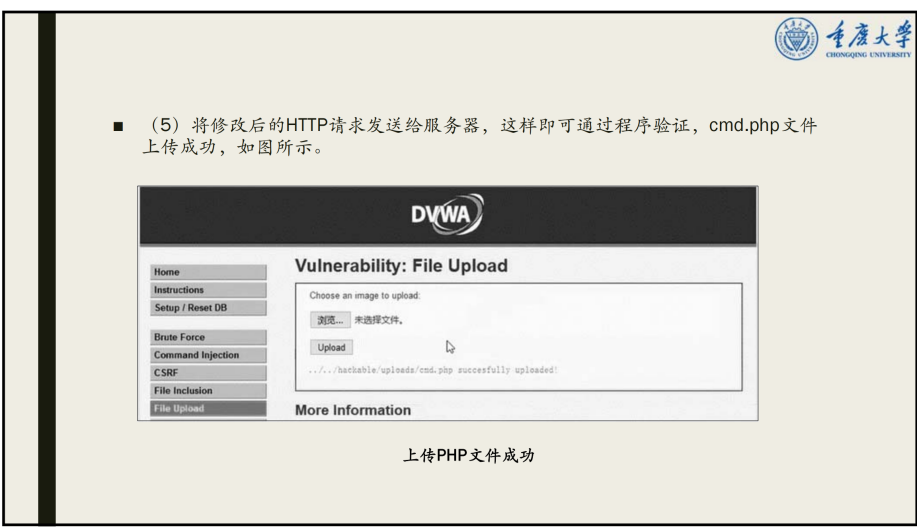 重庆大学
CHONGQING UNIVERSITY
■ （5）将修改后的HTTP请求发送给服务器，这样即可通过程序验证，cmd.php文件
上传成功，如图所示。
DVWA
Home
Instructions
Setup / Reset DB
Brute Force
Command Injection
CSRF
File Inclusion
File Upload
Vulnerability: File Upload
Choose an image to upload:
浏览... 未选择文件。
Upload
../../hackable/uploads/cmd.php succesfully uploaded!
More Information
上传PHP文件成功